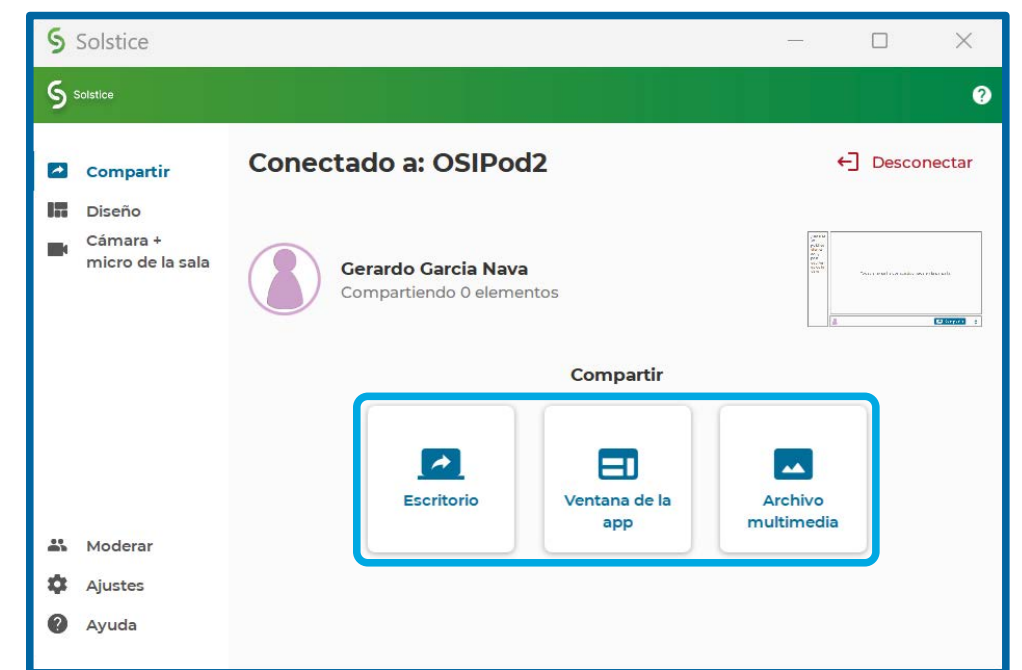 Solstice
Solstice
Compartir
Diseño
Cámara +
micro de la sala
Moderar
Ajustes
Ayuda
Conectado a: OSIPod2
Desconectar
Gerardo Garcia Nava
Compartiendo 0 elementos
Compartir
Escritorio
Ventana de la
app
Archivo
multimedia